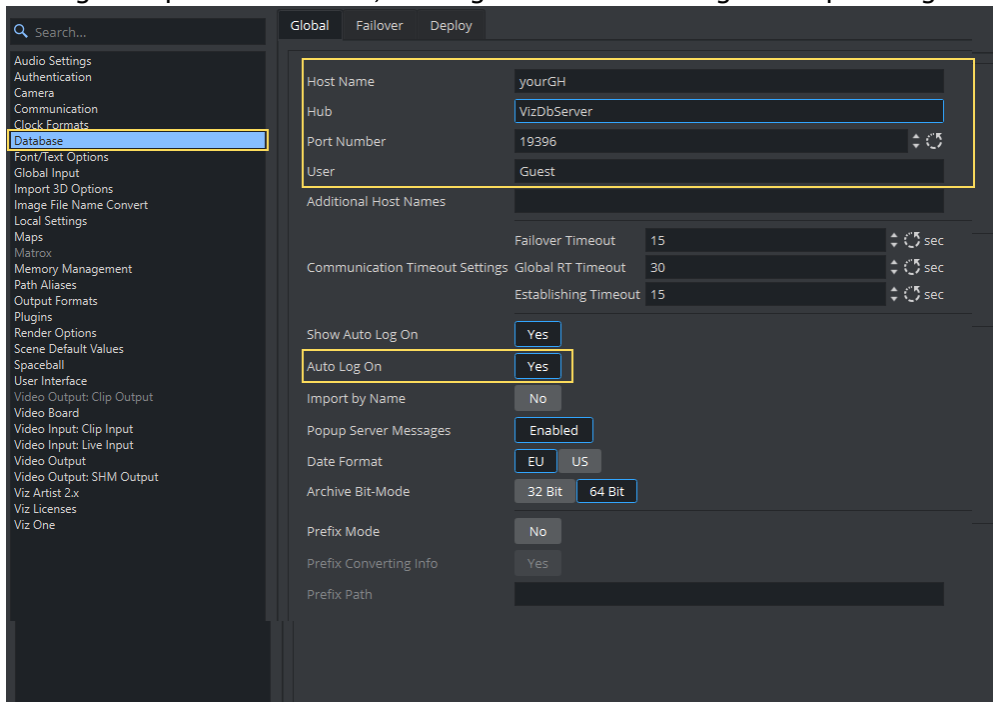 Search...
Audio Settings
Authentication
Camera
Communication
Clock Formats
Database
Font/Text Options
Global Input
Import 3D Options
Image File Name Convert
Local Settings
Maps
Matrox
Memory Management
Path Aliases
Output Formats
Plugins
Render Options
Scene Default Values
Spaceball
User Interface
Video Output: Clip Output
Video Board
Video Input: Clip Input
Video Input: Live Input
Video Output
Video Output: SHM Output
Viz Artist 2.x
Viz Licenses
Viz One
Global Failover Deploy
Host Name yourGH
Hub VizDbServer
Port Number 19396
User Guest
Additional Host Names
Failover Timeout 15 sec
Communication Timeout Settings Global RT Timeout 30 sec
Establishing Timeout 15 sec
Show Auto Log On Yes
Auto Log On Yes
Import by Name No
Popup Server Messages Enabled
Date Format EU US
Archive Bit-Mode 32 Bit 64 Bit
Prefix Mode No
Prefix Converting Info Yes
Prefix Path